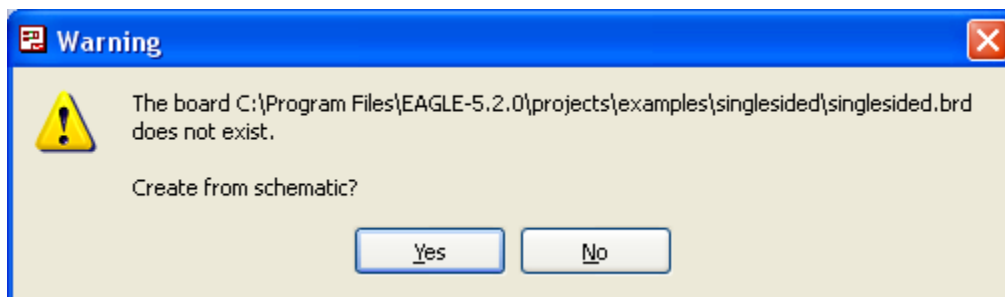 Warning
The board C:\Program Files\EAGLE-5.2.0\projects\examples\singlesided\singlesided.brd
does not exist.
Create from schematic?
Yes
No